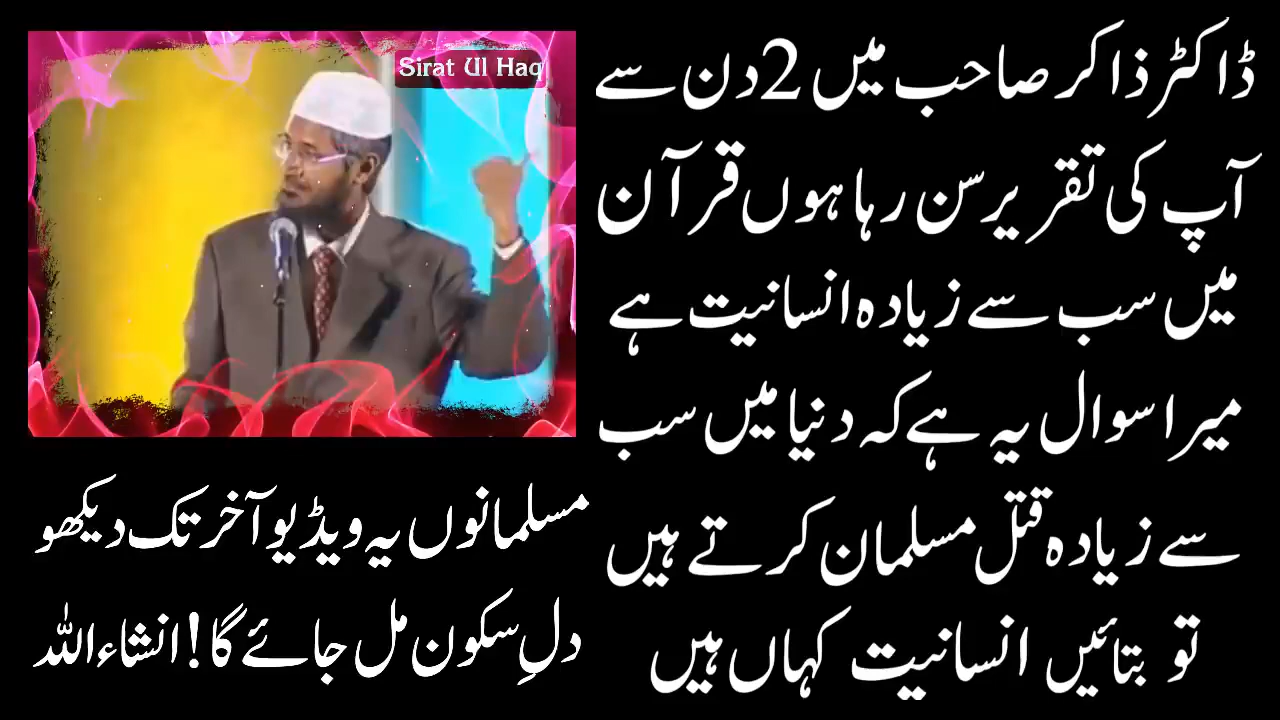 Sirat Ul Haq
ڈاکٹر ذاکر صاحب میں 2 دن سے
آپ کی تقریر سن رہا ہوں قرآن
میں سب سے زیادہ انسانیت ہے
میرا سوال یہ ہے کہ دنیا میں سب
سے زیادہ قتل مسلمان کرتے ہیں
تو بتائیں انسانیت کہاں ہیں
مسلمانوں یہ ویڈیو آخر تک دیکھو
دلِ سکون مل جائے گا! انشاءاللہ